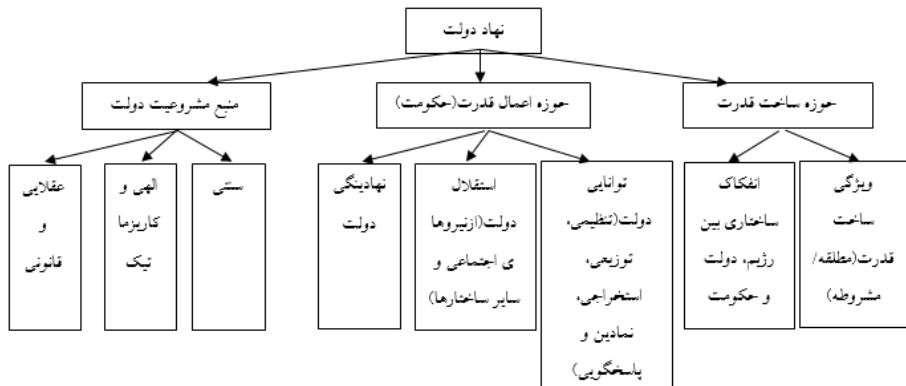 نهاد دولت
حوزه ساخت قدرت
حوزه اعمال قدرت(حکومت)
منبع مشروعیت دولت
ویژگی
ساخت
قدرت(مطلقه/
مشروطه)
انفکاک
ساختاری بین
رژیم، دولت
و حکومت
توانایی
دولت(تنظیمی،
توزیعی،
استخراجی،
نمادین و
پاسخگویی)
استقلال
دولت(ازنیروها
ی اجتماعی و
سایر ساختارها)
نهادینگی
دولت
سنتی
الهی و
کاریزما
تیک
عقلایی
و
قانونی